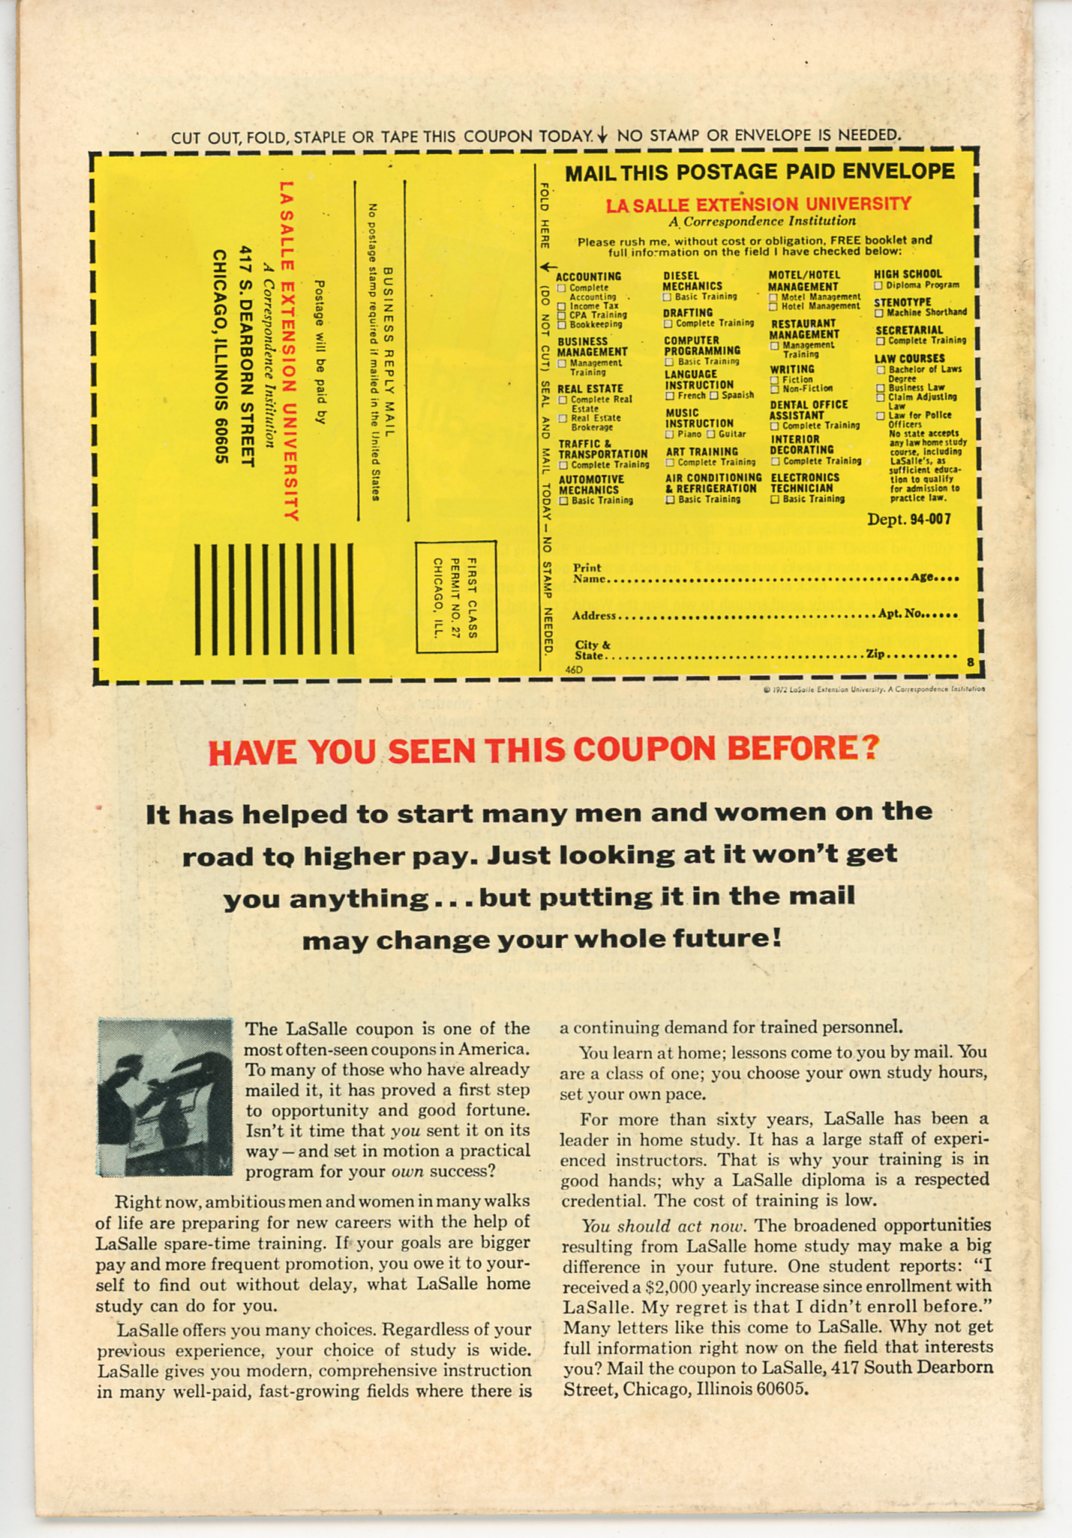 CUT OUT, FOLD, STAPLE OR TAPE THIS COUPON TODAY. ↓ NO STAMP OR ENVELOPE IS NEEDED.
No postage stamp required if mailed in the United States
BUSINESS REPLY MAIL
Postage will be paid by
LA SALLE EXTENSION UNIVERSITY
A Correspondence Institution
417 S. DEARBORN STREET
CHICAGO, ILLINOIS 60605
FIRST CLASS
PERMIT NO. 27
CHICAGO, ILL.
FOLD HERE ← (DO NOT CUT) SEAL AND MAIL TODAY — NO STAMP NEEDED.
MAIL THIS POSTAGE PAID ENVELOPE
LA SALLE EXTENSION UNIVERSITY
A Correspondence Institution
Please rush me, without cost or obligation, FREE booklet and
full information on the field I have checked below:
ACCOUNTING
☐ Complete
Accounting
☐ Income Tax
☐ CPA Training
☐ Bookkeeping
BUSINESS
MANAGEMENT
☐ Management
Training
REAL ESTATE
☐ Complete Real
Estate
☐ Real Estate
Brokerage
TRAFFIC &
TRANSPORTATION
☐ Complete Training
AUTOMOTIVE
MECHANICS
☐ Basic Training
DIESEL
MECHANICS
☐ Basic Training
DRAFTING
☐ Complete Training
COMPUTER
PROGRAMMING
☐ Basic Training
LANGUAGE
INSTRUCTION
☐ French ☐ Spanish
MUSIC
INSTRUCTION
☐ Piano ☐ Guitar
ART TRAINING
☐ Complete Training
AIR CONDITIONING
& REFRIGERATION
☐ Basic Training
MOTEL/HOTEL
MANAGEMENT
☐ Motel Management
☐ Hotel Management
RESTAURANT
MANAGEMENT
☐ Management
Training
WRITING
☐ Fiction
☐ Non-Fiction
DENTAL OFFICE
ASSISTANT
☐ Complete Training
INTERIOR
DECORATING
☐ Complete Training
ELECTRONICS
TECHNICIAN
☐ Basic Training
HIGH SCHOOL
☐ Diploma Program
STENOTYPE
☐ Machine Shorthand
SECRETARIAL
☐ Complete Training
LAW COURSES
☐ Bachelor of Laws
Degree
☐ Business Law
☐ Claim Adjusting
Law
☐ Law for Police
Officers
No state accepts
any law home study
course, including
LaSalle's, as
sufficient educa-
tion to qualify
for admission to
practice law.
Dept. 94-007
Print
Name..........Age....
Address..........Apt. No......
City &
State..........Zip..........
46D
8
© 1972 LaSalle Extension University. A Correspondence Institution
HAVE YOU SEEN THIS COUPON BEFORE?
It has helped to start many men and women on the
road to higher pay. Just looking at it won't get
you anything...but putting it in the mail
may change your whole future!
The LaSalle coupon is one of the
most often-seen coupons in America.
To many of those who have already
mailed it, it has proved a first step
to opportunity and good fortune.
Isn't it time that you sent it on its
way — and set in motion a practical
program for your own success?
Right now, ambitious men and women in many walks
of life are preparing for new careers with the help of
LaSalle spare-time training. If your goals are bigger
pay and more frequent promotion, you owe it to your-
self to find out without delay, what LaSalle home
study can do for you.
LaSalle offers you many choices. Regardless of your
previous experience, your choice of study is wide.
LaSalle gives you modern, comprehensive instruction
in many well-paid, fast-growing fields where there is
a continuing demand for trained personnel.
You learn at home; lessons come to you by mail. You
are a class of one; you choose your own study hours,
set your own pace.
For more than sixty years, LaSalle has been a
leader in home study. It has a large staff of experi-
enced instructors. That is why your training is in
good hands; why a LaSalle diploma is a respected
credential. The cost of training is low.
You should act now. The broadened opportunities
resulting from LaSalle home study may make a big
difference in your future. One student reports: "I
received a $2,000 yearly increase since enrollment with
LaSalle. My regret is that I didn't enroll before."
Many letters like this come to LaSalle. Why not get
full information right now on the field that interests
you? Mail the coupon to LaSalle, 417 South Dearborn
Street, Chicago, Illinois 60605.